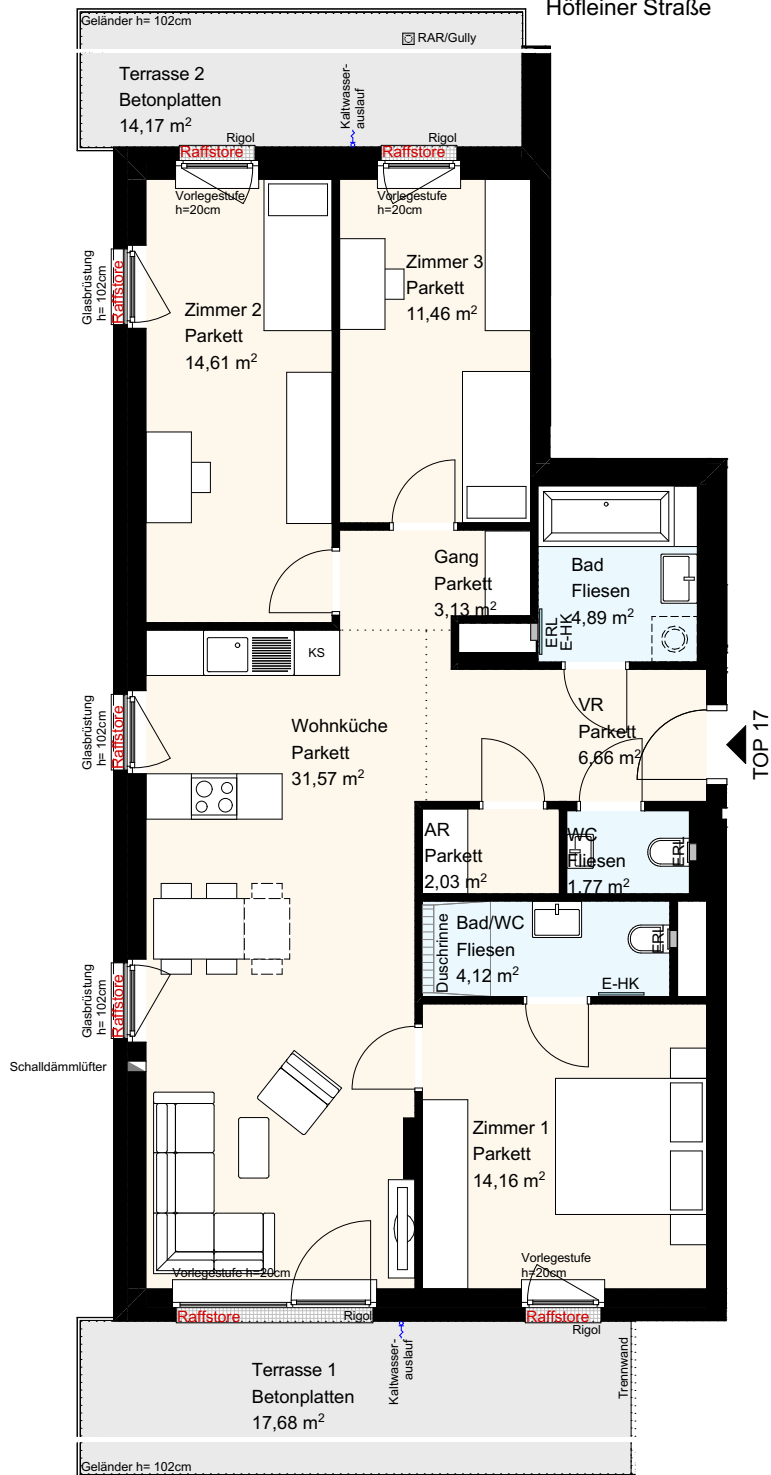 Höfleiner Straße
Geländer h= 102cm
RAR/Gully
Terrasse 2
Betonplatten
14,17 m²
Kaltwasser-
auslauf
Rigol
Rigol
Raffstore
Raffstore
Vorlegestufe
h=20cm
Vorlegestufe
h=20cm
Glasbrüstung
h= 102cm
Raffstore
Zimmer 2
Parkett
14,61 m²
Zimmer 3
Parkett
11,46 m²
Gang
Parkett
3,13 m²
Bad
Fliesen
4,89 m²
ERL
E-HK
KS
Glasbrüstung
h= 102cm
Raffstore
Wohnküche
Parkett
31,57 m²
VR
Parkett
6,66 m²
TOP 17
AR
Parkett
2,03 m²
WC
Fliesen
1,77 m²
ERL
Duschrinne
Bad/WC
Fliesen
4,12 m²
ERL
E-HK
Glasbrüstung
h= 102cm
Raffstore
Schalldämmlüfter
Zimmer 1
Parkett
14,16 m²
Vorlegestufe h=20cm
Vorlegestufe
h=20cm
Raffstore
Rigol
Raffstore
Rigol
Kaltwasser-
auslauf
Trennwand
Terrasse 1
Betonplatten
17,68 m²
Geländer h= 102cm